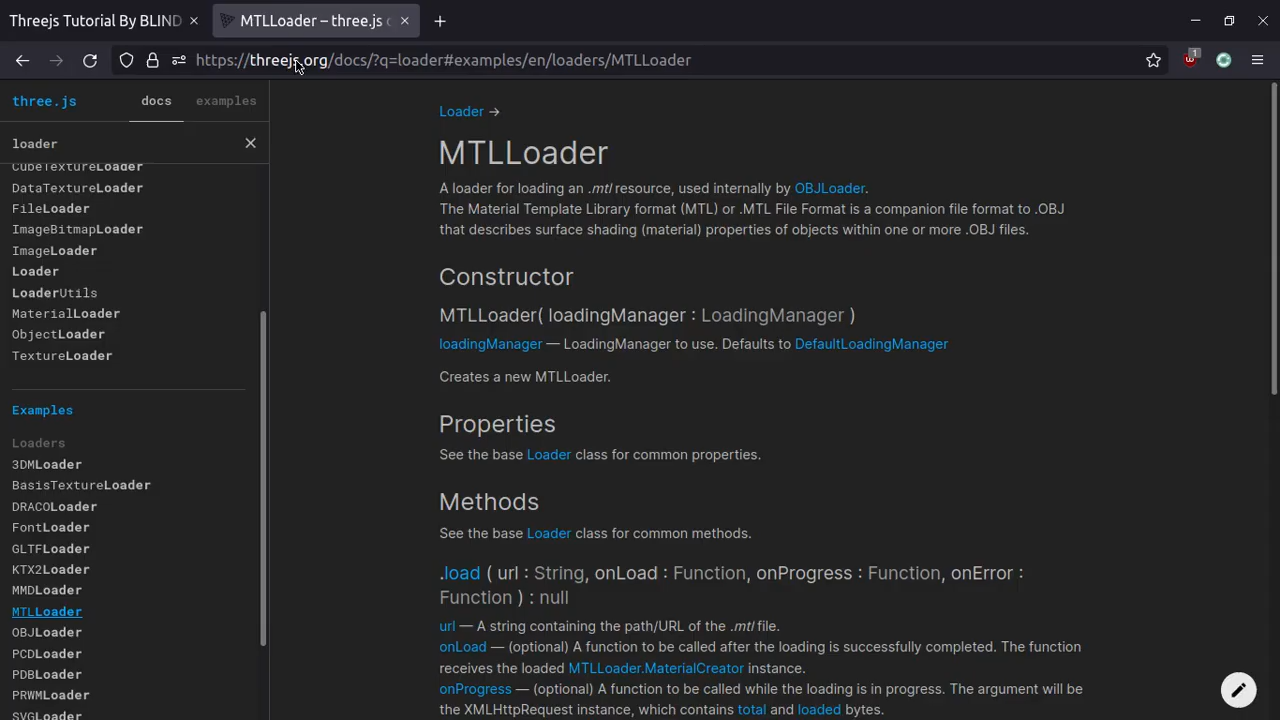 Threejs Tutorial By BLIND
MTLLoader – three.js
https://threejs.org/docs/?q=loader#examples/en/loaders/MTLLoader
1
three.js
docs
examples
loader
CubeTextureLoader
DataTextureLoader
FileLoader
ImageBitmapLoader
ImageLoader
Loader
LoaderUtils
MaterialLoader
ObjectLoader
TextureLoader
Examples
Loaders
3DMLoader
BasisTextureLoader
DRACOLoader
FontLoader
GLTFLoader
KTX2Loader
MMDLoader
MTLLoader
OBJLoader
PCDLoader
PDBLoader
PRWMLoader
SVGLoader
Loader →
MTLLoader
A loader for loading an .mtl resource, used internally by OBJLoader.
The Material Template Library format (MTL) or .MTL File Format is a companion file format to .OBJ
that describes surface shading (material) properties of objects within one or more .OBJ files.
Constructor
MTLLoader( loadingManager : LoadingManager )
loadingManager — LoadingManager to use. Defaults to DefaultLoadingManager
Creates a new MTLLoader.
Properties
See the base Loader class for common properties.
Methods
See the base Loader class for common methods.
.load ( url : String, onLoad : Function, onProgress : Function, onError :
Function ) : null
url — A string containing the path/URL of the .mtl file.
onLoad — (optional) A function to be called after the loading is successfully completed. The function
receives the loaded MTLLoader.MaterialCreator instance.
onProgress — (optional) A function to be called while the loading is in progress. The argument will be
the XMLHttpRequest instance, which contains total and loaded bytes.